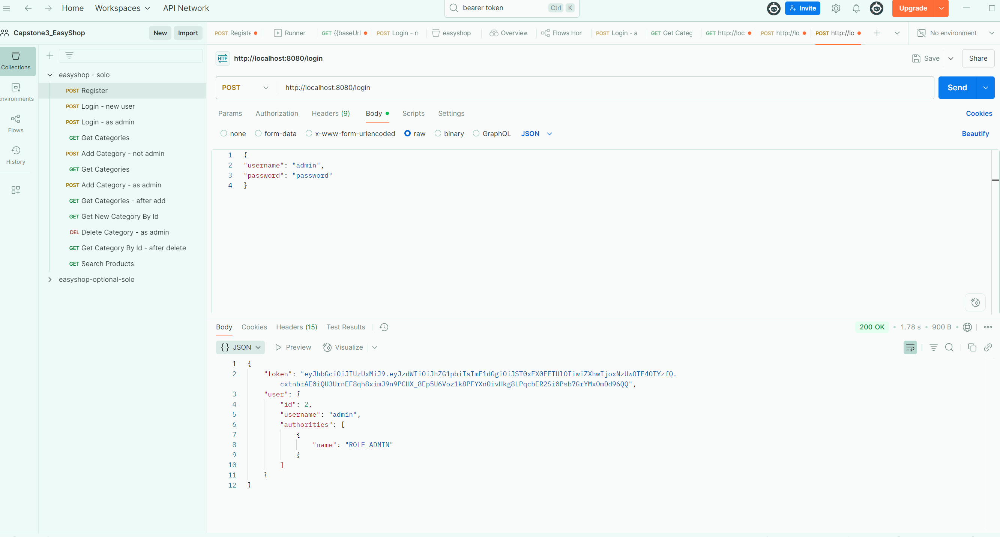 Home Workspaces API Network bearer token Ctrl K Invite Upgrade
Capstone3_EasyShop New Import
POST Registe Runner GET {{baseUrl POST Login - n easyshop Overview Flows Hon POST Login - a GET Get Categ GET http://loc POST http://lo POST http://lo No environment
Collections
Environments
Flows
History
easyshop - solo
POST Register
POST Login - new user
POST Login - as admin
GET Get Categories
POST Add Category - not admin
GET Get Categories
POST Add Category - as admin
GET Get Categories - after add
GET Get New Category By Id
DEL Delete Category - as admin
GET Get Category By Id - after delete
GET Search Products
easyshop-optional-solo
HTTP http://localhost:8080/login Save Share
POST http://localhost:8080/login Send
Params Authorization Headers (9) Body Scripts Settings Cookies
none form-data x-www-form-urlencoded raw binary GraphQL JSON Beautify
1 {
2 "username": "admin",
3 "password": "password"
4 }
Body Cookies Headers (15) Test Results 200 OK • 1.78 s • 900 B •
{} JSON Preview Visualize
1 {
2 "token": "eyJhbGciOiJIUzUxMiJ9.eyJzdWIiOiJhZG1pbiIsImF1dGgiOiJST0xFX0FETUlOIiwiZXhwIjoxNzUwOTE4OTYzfQ.
cxtnbrAE0iQU3UrnEF8qh8ximJ9n9PCHX_8Ep5U6Voz1k8PFYXnOivHkg8LPqcbER2Si0Psb7GrYMxOmDd96QQ",
3 "user": {
4 "id": 2,
5 "username": "admin",
6 "authorities": [
7 {
8 "name": "ROLE_ADMIN"
9 }
10 ]
11 }
12 }